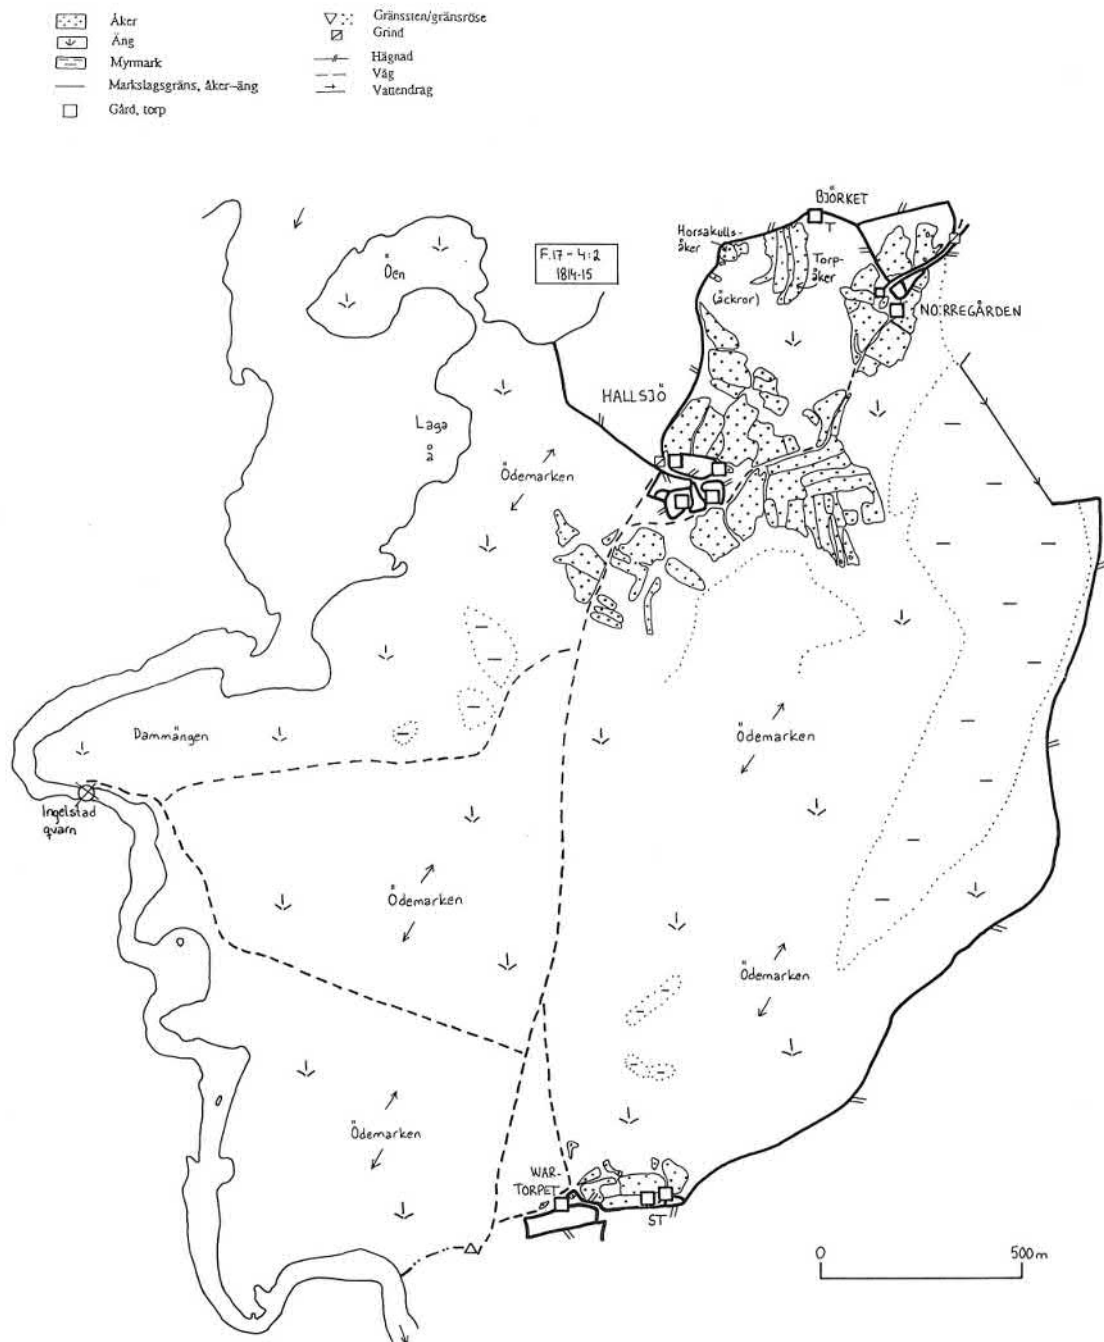 Åker
Äng
Myrmark
Markslagsgräns, åker-äng
Gård, torp
Gränssten/gränsröse
Grind
Hägnad
Väg
Vattendrag
BJÖRKET
T
Horsakulls-
åker
Torp-
åker
(åckror)
NORREGÅRDEN
F.17-4:2
1814-15
Öen
HALLSJÖ
Laga
å
Ödemarken
Dammängen
Ödemarken
Ingelstad
qvarn
Ödemarken
Ödemarken
Ödemarken
WAR-
TORPET
ST
0 500m